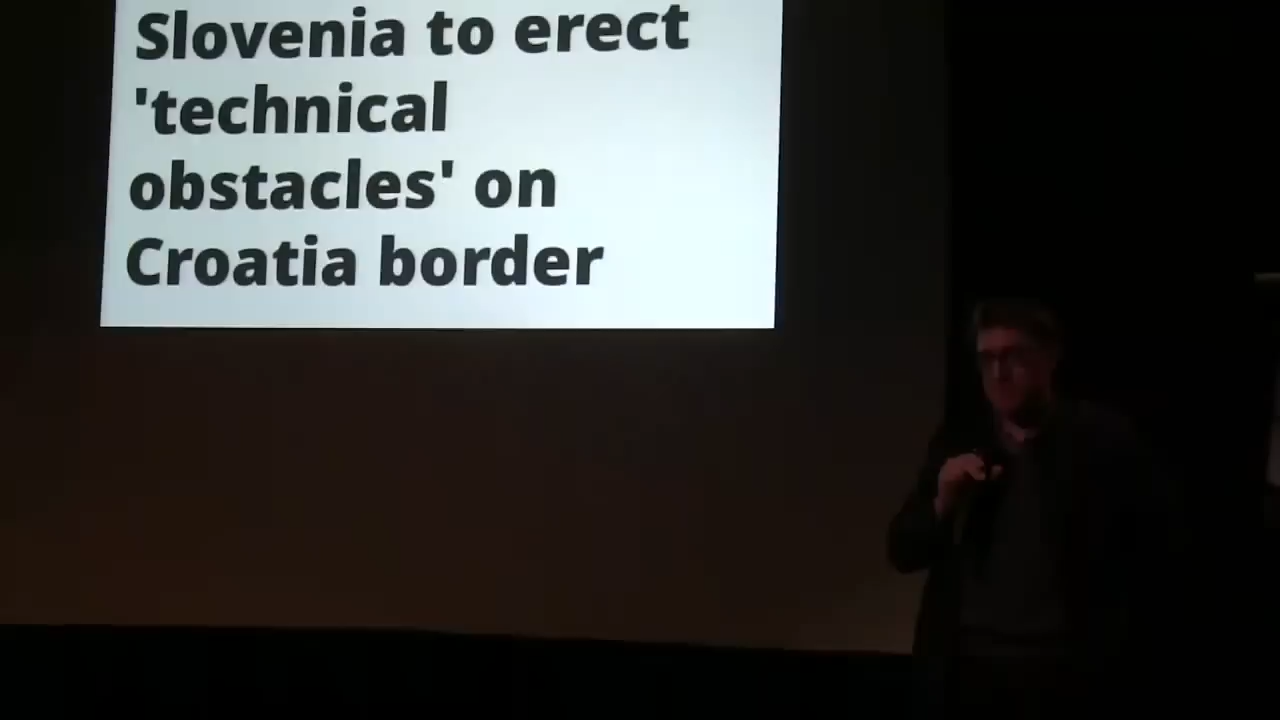 Slovenia to erect
'technical
obstacles' on
Croatia border